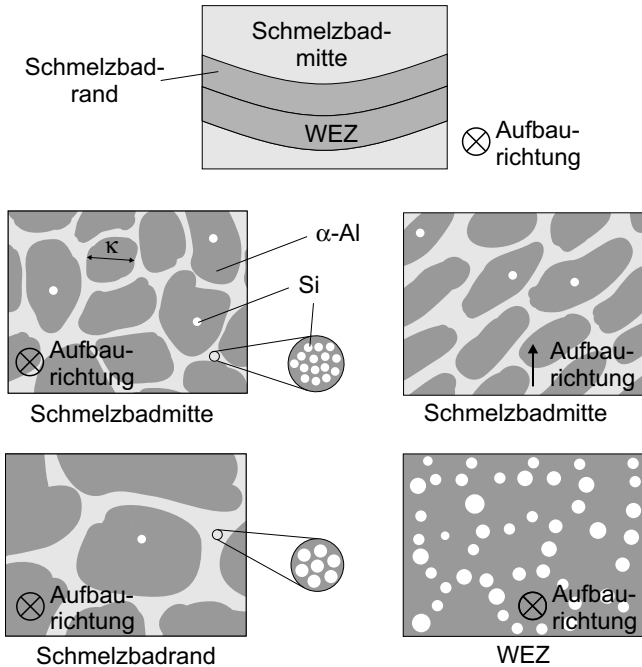 Schmelzbad-
mitte
Schmelzbad-
rand
WEZ
Aufbau-
richtung
κ
α-Al
Si
Aufbau-
richtung
Schmelzbadmitte
Aufbau-
richtung
Schmelzbadmitte
Aufbau-
richtung
Schmelzbadrand
Aufbau-
richtung
WEZ